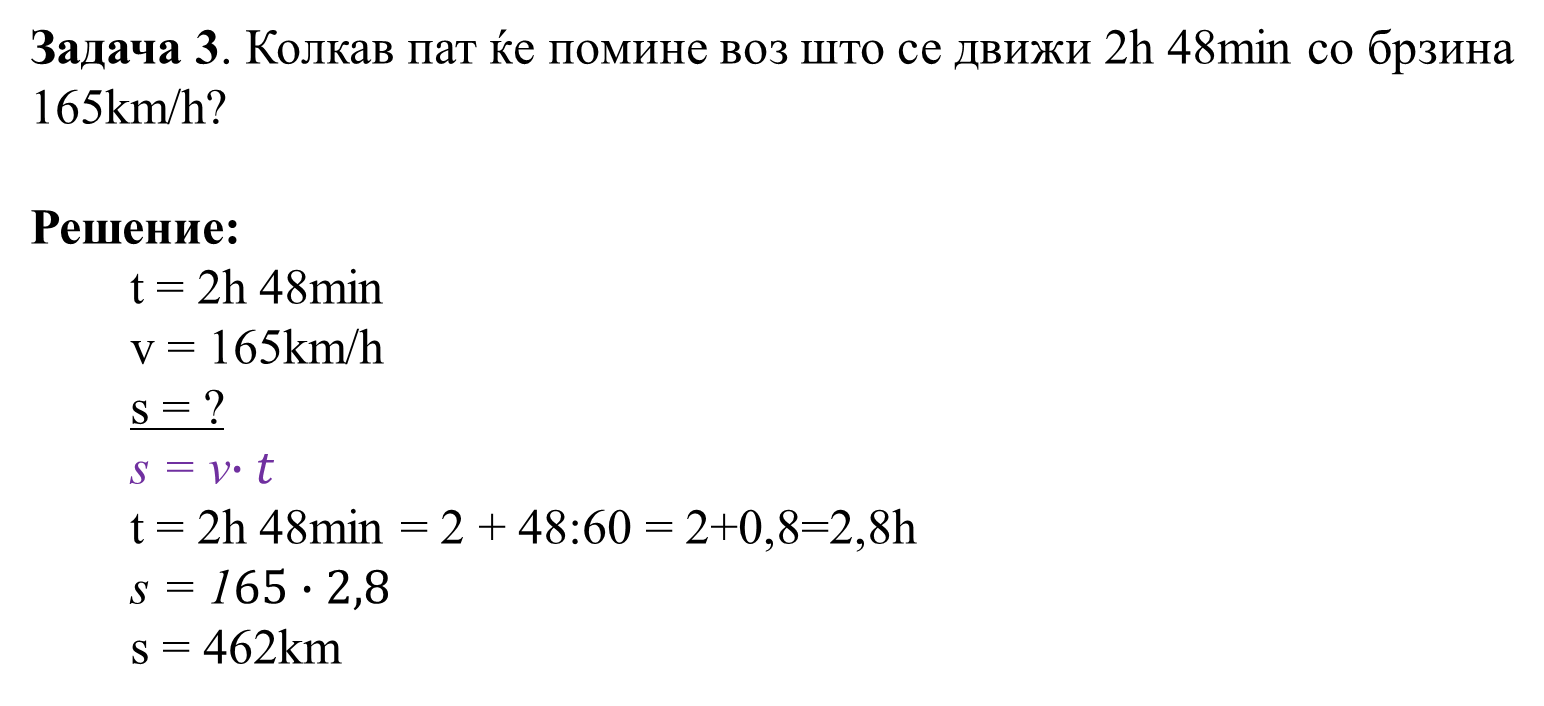 Задача 3. Колкав пат ќе помине воз што се движи 2h 48min со брзина
165km/h?
Решение:
t = 2h 48min
v = 165km/h
s = ?
s = v· t
t = 2h 48min = 2 + 48:60 = 2+0,8=2,8h
s = 165 · 2,8
s = 462km